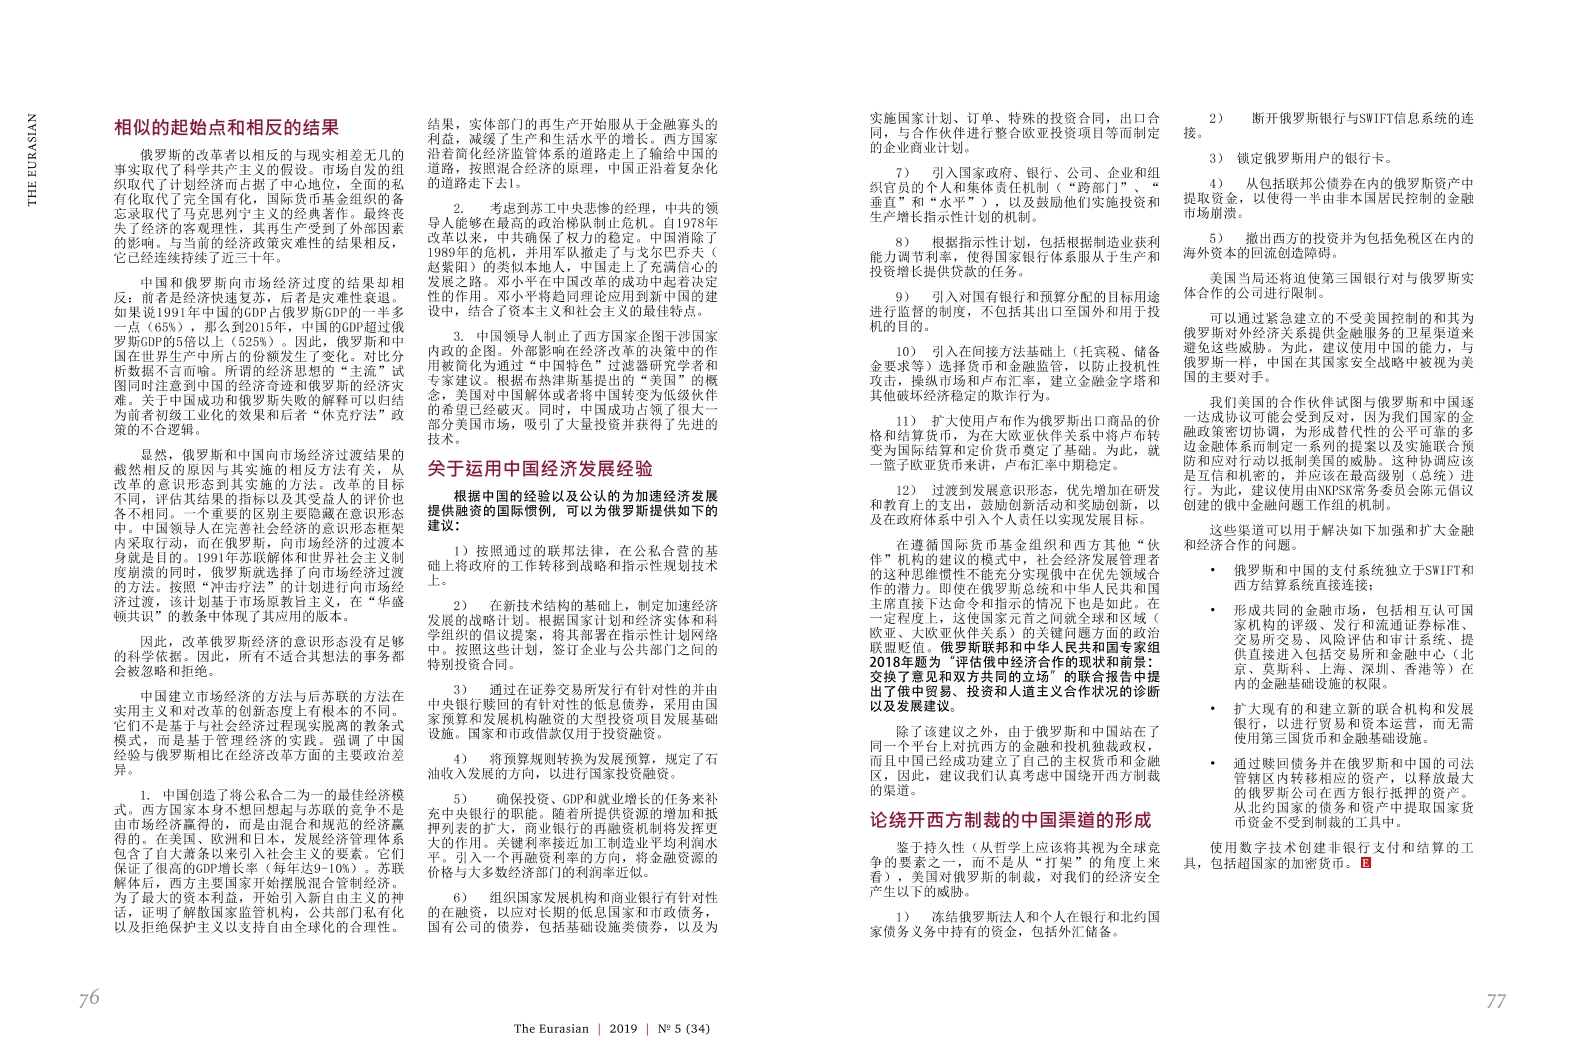 THE EURASIAN
相似的起始点和相反的结果
俄罗斯的改革者以相反的与现实相差无几的
事实取代了科学共产主义的假设。市场自发的组
织取代了计划经济而占据了中心地位，全面的私
有化取代了完全国有化，国际货币基金组织的备
忘录取代了马克思列宁主义的经典著作。最终丧
失了经济的客观理性，其再生产受到了外部因素
的影响。与当前的经济政策灾难性的结果相反，
它已经连续持续了近三十年。
中国和俄罗斯向市场经济过度的结果却相
反：前者是经济快速复苏，后者是灾难性衰退。
如果说1991年中国的GDP占俄罗斯GDP的一半多
一点（65%），那么到2015年，中国的GDP超过俄
罗斯GDP的5倍以上（525%）。因此，俄罗斯和中
国在世界生产中所占的份额发生了变化。对比分
析数据不言而喻。所谓的经济思想的“主流”试
图同时注意到中国的经济奇迹和俄罗斯的经济灾
难。关于中国成功和俄罗斯失败的解释可以归结
为前者初级工业化的效果和后者“休克疗法”政
策的不合逻辑。
显然，俄罗斯和中国向市场经济过渡结果的
截然相反的原因与其实施的相反方法有关，从
改革的意识形态到其实施的方法。改革的目标
不同，评估其结果的指标以及其受益人的评价也
各不相同。一个重要的区别主要隐藏在意识形态
中。中国领导人在完善社会经济的意识形态框架
内采取行动，而在俄罗斯，向市场经济的过渡本
身就是目的。1991年苏联解体和世界社会主义制
度崩溃的同时，俄罗斯就选择了向市场经济过渡
的方法。按照“冲击疗法”的计划进行向市场经
济过渡，该计划基于市场原教旨主义，在“华盛
顿共识”的教条中体现了其应用的版本。
因此，改革俄罗斯经济的意识形态没有足够
的科学依据。因此，所有不适合其想法的事务都
会被忽略和拒绝。
中国建立市场经济的方法与后苏联的方法在
实用主义和对改革的创新态度上有根本的不同。
它们不是基于与社会经济过程现实脱离的教条式
模式，而是基于管理经济的实践。强调了中国
经验与俄罗斯相比在经济改革方面的主要政治差
异。
1. 中国创造了将公私合二为一的最佳经济模
式。西方国家本身不想回想起与苏联的竞争不是
由市场经济赢得的，而是由混合和规范的经济赢
得的。在美国、欧洲和日本，发展经济管理体系
包含了自大萧条以来引入社会主义的要素。它们
保证了很高的GDP增长率（每年达9-10%）。苏联
解体后，西方主要国家开始摆脱混合管制经济。
为了最大的资本利益，开始引入新自由主义的神
话，证明了解散国家监管机构，公共部门私有化
以及拒绝保护主义以支持自由全球化的合理性。
结果，实体部门的再生产开始服从于金融寡头的
利益，减缓了生产和生活水平的增长。西方国家
沿着简化经济监管体系的道路走上了输给中国的
道路，按照混合经济的原理，中国正沿着复杂化
的道路走下去1。
2. 考虑到苏工中央悲惨的经理，中共的领
导人能够在最高的政治梯队制止危机。自1978年
改革以来，中共确保了权力的稳定。中国消除了
1989年的危机，并用军队撤走了与戈尔巴乔夫（
赵紫阳）的类似本地人，中国走上了充满信心的
发展之路。邓小平在中国改革的成功中起着决定
性的作用。邓小平将趋同理论应用到新中国的建
设中，结合了资本主义和社会主义的最佳特点。
3. 中国领导人制止了西方国家企图干涉国家
内政的企图。外部影响在经济改革的决策中的作
用被简化为通过“中国特色”过滤器研究学者和
专家建议。根据布热津斯基提出的“美国”的概
念，美国对中国解体或者将中国转变为低级伙伴
的希望已经破灭。同时，中国成功占领了很大一
部分美国市场，吸引了大量投资并获得了先进的
技术。
关于运用中国经济发展经验
根据中国的经验以及公认的为加速经济发展
提供融资的国际惯例，可以为俄罗斯提供如下的
建议：
1）按照通过的联邦法律，在公私合营的基
础上将政府的工作转移到战略和指示性规划技术
上。
2） 在新技术结构的基础上，制定加速经济
发展的战略计划。根据国家计划和经济实体和科
学组织的倡议提案，将其部署在指示性计划网络
中。按照这些计划，签订企业与公共部门之间的
特别投资合同。
3） 通过在证券交易所发行有针对性的并由
中央银行赎回的有针对性的低息债券，采用由国
家预算和发展机构融资的大型投资项目发展基础
设施。国家和市政借款仅用于投资融资。
4） 将预算规则转换为发展预算，规定了石
油收入发展的方向，以进行国家投资融资。
5） 确保投资、GDP和就业增长的任务来补
充中央银行的职能。随着所提供资源的增加和抵
押列表的扩大，商业银行的再融资机制将发挥更
大的作用。关键利率接近加工制造业平均利润水
平。引入一个再融资利率的方向，将金融资源的
价格与大多数经济部门的利润率近似。
6） 组织国家发展机构和商业银行有针对性
的在融资，以应对长期的低息国家和市政债务，
国有公司的债券，包括基础设施类债券，以及为
实施国家计划、订单、特殊的投资合同，出口合
同，与合作伙伴进行整合欧亚投资项目等而制定
的企业商业计划。
7） 引入国家政府、银行、公司、企业和组
织官员的个人和集体责任机制（“跨部门”、“
垂直”和“水平”），以及鼓励他们实施投资和
生产增长指示性计划的机制。
8） 根据指示性计划，包括根据制造业获利
能力调节利率，使得国家银行体系服从于生产和
投资增长提供贷款的任务。
9） 引入对国有银行和预算分配的目标用途
进行监督的制度，不包括其出口至国外和用于投
机的目的。
10） 引入在间接方法基础上（托宾税、储备
金要求等）选择货币和金融监管，以防止投机性
攻击，操纵市场和卢布汇率，建立金融金字塔和
其他破坏经济稳定的欺诈行为。
11） 扩大使用卢布作为俄罗斯出口商品的价
格和结算货币，为在大欧亚伙伴关系中将卢布转
变为国际结算和定价货币奠定了基础。为此，就
一篮子欧亚货币来讲，卢布汇率中期稳定。
12） 过渡到发展意识形态，优先增加在研发
和教育上的支出，鼓励创新活动和奖励创新，以
及在政府体系中引入个人责任以实现发展目标。
在遵循国际货币基金组织和西方其他“伙
伴”机构的建议的模式中，社会经济发展管理者
的这种思维惯性不能充分实现俄中在优先领域合
作的潜力。即使在俄罗斯总统和中华人民共和国
主席直接下达命令和指示的情况下也是如此。在
一定程度上，这使国家元首之间就全球和区域（
欧亚、大欧亚伙伴关系）的关键问题方面的政治
联盟贬值。俄罗斯联邦和中华人民共和国专家组
2018年题为“评估俄中经济合作的现状和前景：
交换了意见和双方共同的立场”的联合报告中提
出了俄中贸易、投资和人道主义合作状况的诊断
以及发展建议。
除了该建议之外，由于俄罗斯和中国站在了
同一个平台上对抗西方的金融和投机独裁政权，
而且中国已经成功建立了自己的主权货币和金融
区，因此，建议我们认真考虑中国绕开西方制裁
的渠道。
论绕开西方制裁的中国渠道的形成
鉴于持久性（从哲学上应该将其视为全球竞
争的要素之一，而不是从“打架”的角度上来
看），美国对俄罗斯的制裁，对我们的经济安全
产生以下的威胁。
1） 冻结俄罗斯法人和个人在银行和北约国
家债务义务中持有的资金，包括外汇储备。
2） 断开俄罗斯银行与SWIFT信息系统的连
接。
3） 锁定俄罗斯用户的银行卡。
4） 从包括联邦公债券在内的俄罗斯资产中
提取资金，以使得一半由非本国居民控制的金融
市场崩溃。
5） 撤出西方的投资并为包括免税区在内的
海外资本的回流创造障碍。
美国当局还将迫使第三国银行对与俄罗斯实
体合作的公司进行限制。
可以通过紧急建立的不受美国控制的和其为
俄罗斯对外经济关系提供金融服务的卫星渠道来
避免这些威胁。为此，建议使用中国的能力，与
俄罗斯一样，中国在其国家安全战略中被视为美
国的主要对手。
我们美用的合作伙伴试图与俄罗斯和中国逐
一达成协议可能会受到反对，因为我们国家的金
融政策密切协调，为形成替代性的公平可靠的多
边金融体系而制定一系列的提案以及实施联合预
防和应对行动以抵制美国的威胁。这种协调应该
是互信和机密的，并应该在最高级别（总统）进
行。为此，建议使用由NKPSK常务委员会陈元倡议
创建的俄中金融问题工作组的机制。
这些渠道可以用于解决如下加强和扩大金融
和经济合作的问题。
• 俄罗斯和中国的支付系统独立于SWIFT和
西方结算系统直接连接；
• 形成共同的金融市场，包括相互认可国
家机构的评级、发行和流通证券标准、
交易所交易、风险评估和审计系统、提
供直接进入包括交易所和金融中心（北
京、莫斯科、上海、深圳、香港等）在
内的金融基础设施的权限。
• 扩大现有的和建立新的联合机构和发展
银行，以进行贸易和资本运营，而无需
使用第三国货币和金融基础设施。
• 通过赎回债务并在俄罗斯和中国的司法
管辖区内转移相应的资产，以释放最大
的俄罗斯公司在西方银行抵押的资产。
从北约国家的债务和资产中提取国家货
币资金不受到制裁的工具中。
使用数字技术创建非银行支付和结算的工
具，包括超国家的加密货币。E
76
77
The Eurasian | 2019 | № 5 (34)